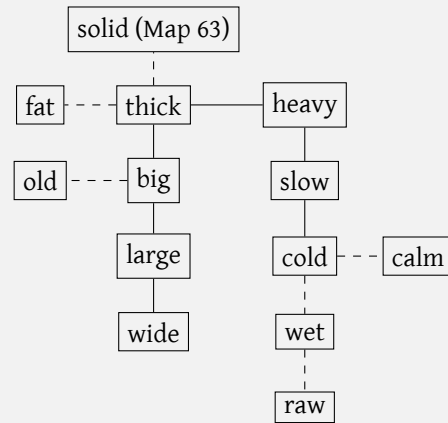 solid (Map 63)
fat thick heavy
old big slow
large cold calm
wide wet
raw